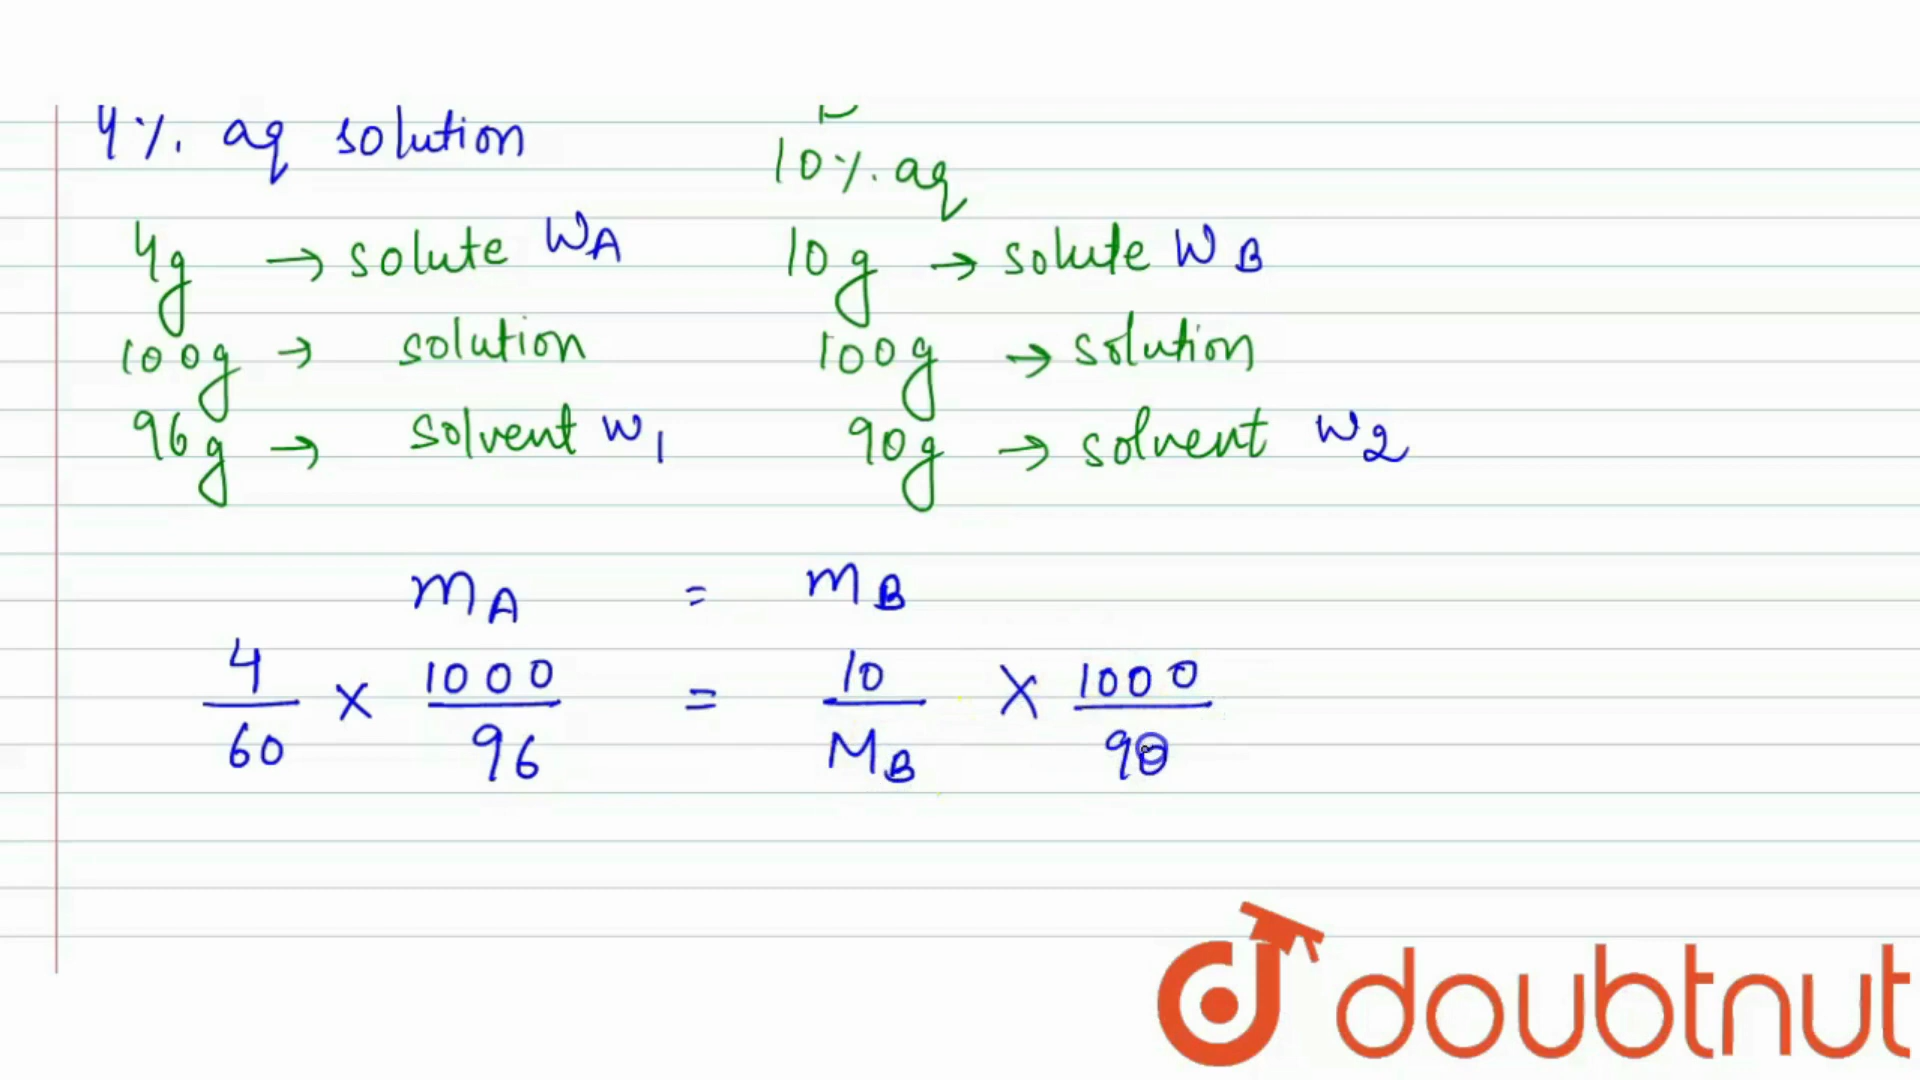 4%. aq solution
10%. aq
4g → solute WA
10g → solute WB
100g → solution
100g → solution
96g → solvent W1
90g → solvent W2
mA = mB
4/60 × 1000/96 = 10/MB × 1000/90
doubtnut